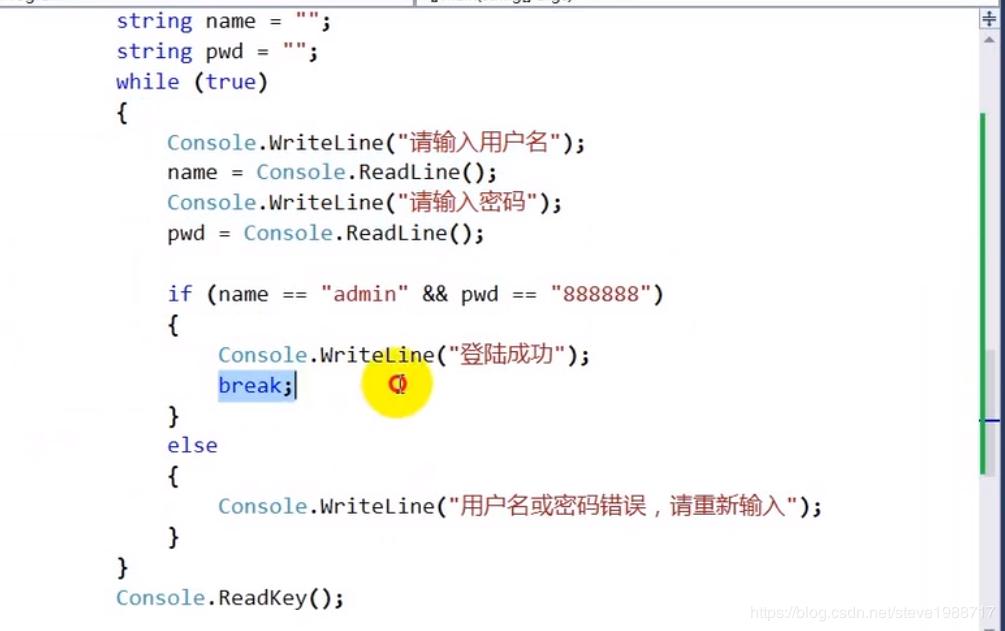 string name = "";
string pwd = "";
while (true)
{
Console.WriteLine("请输入用户名");
name = Console.ReadLine();
Console.WriteLine("请输入密码");
pwd = Console.ReadLine();
if (name == "admin" && pwd == "888888")
{
Console.WriteLine("登陆成功");
break;
}
else
{
Console.WriteLine("用户名或密码错误，请重新输入");
}
}
Console.ReadKey();
https://blog.csdn.net/steve1988717